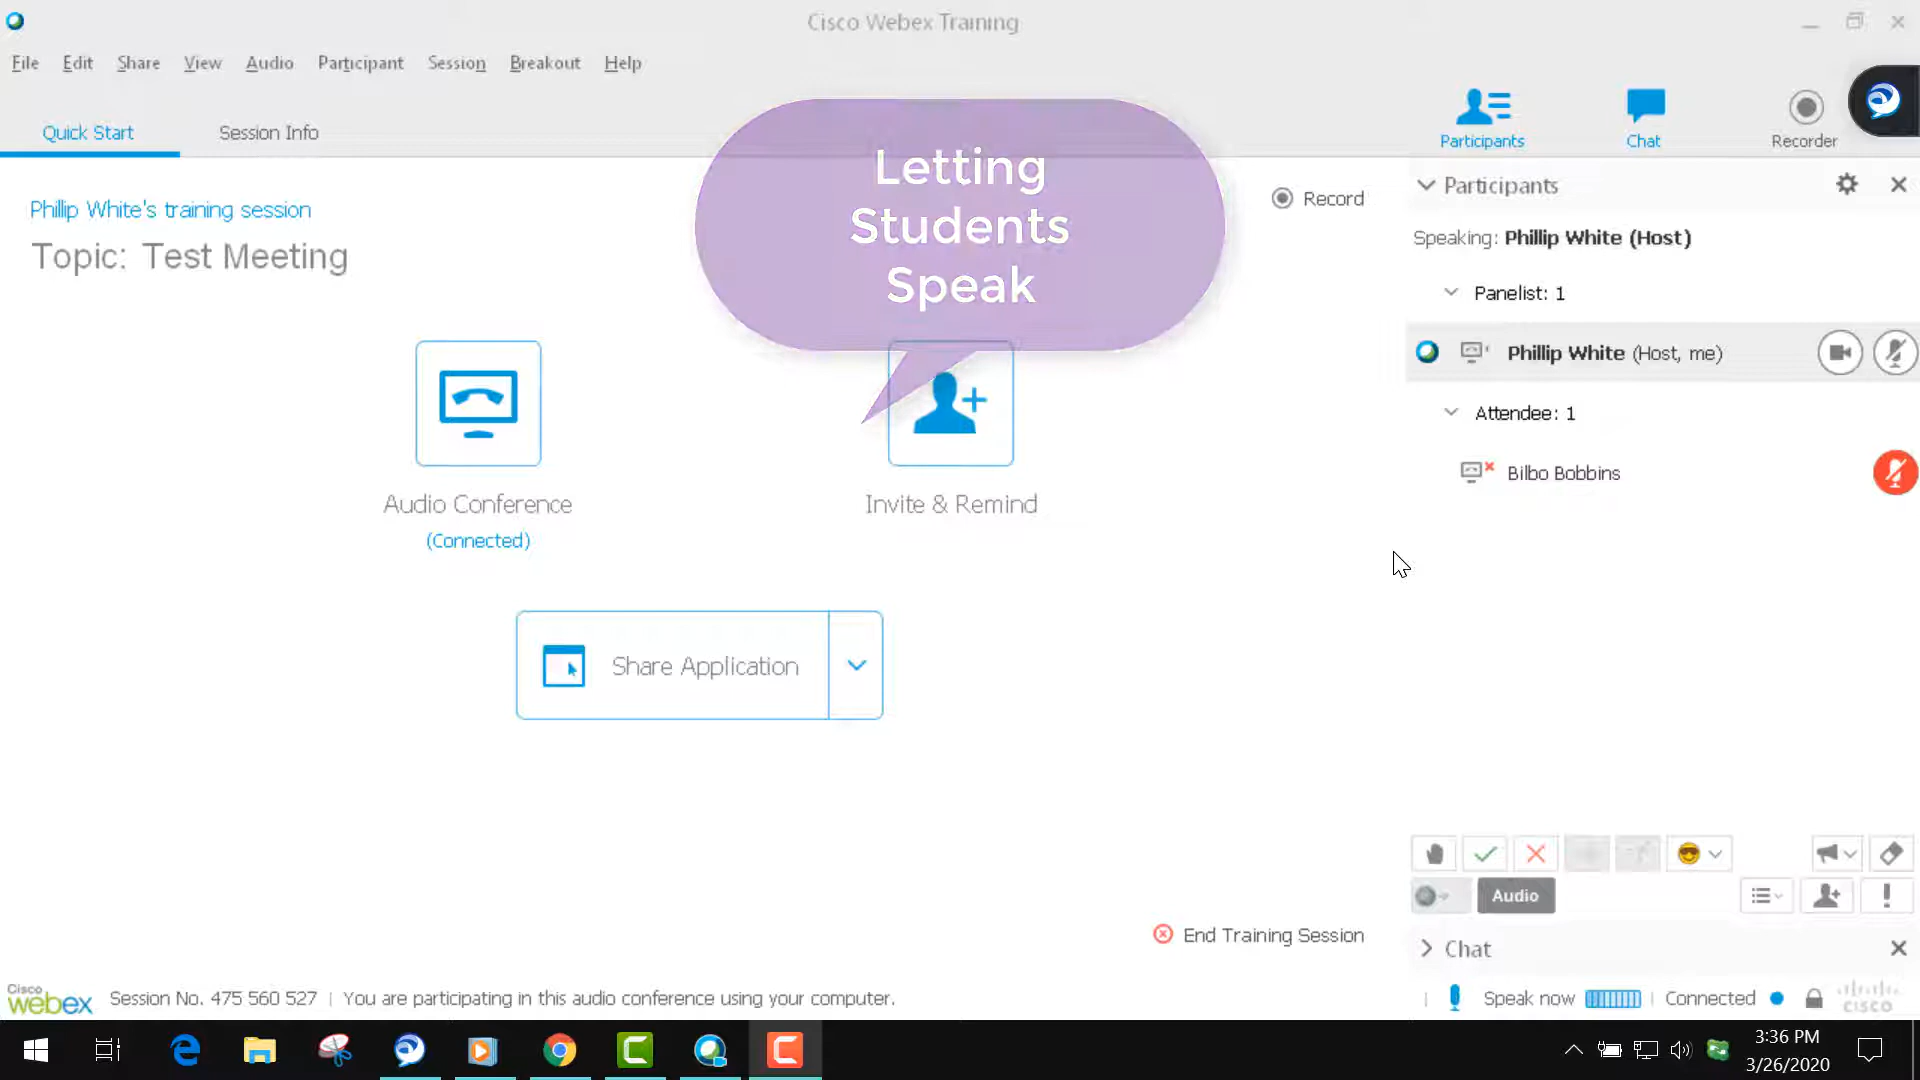 Cisco Webex Training
File Edit Share View Audio Participant Session Breakout Help
Quick Start Session Info
Participants Chat Recorder
Letting
Students
Speak
Record
Phillip White's training session
Topic: Test Meeting
Audio Conference
(Connected)
Invite & Remind
Share Application
End Training Session
Participants
Speaking: Phillip White (Host)
Panelist: 1
Phillip White (Host, me)
Attendee: 1
Bilbo Bobbins
Audio
Chat
Cisco
webex
Session No. 475 560 527 | You are participating in this audio conference using your computer.
Speak now Connected
CISCO
3:36 PM
3/26/2020